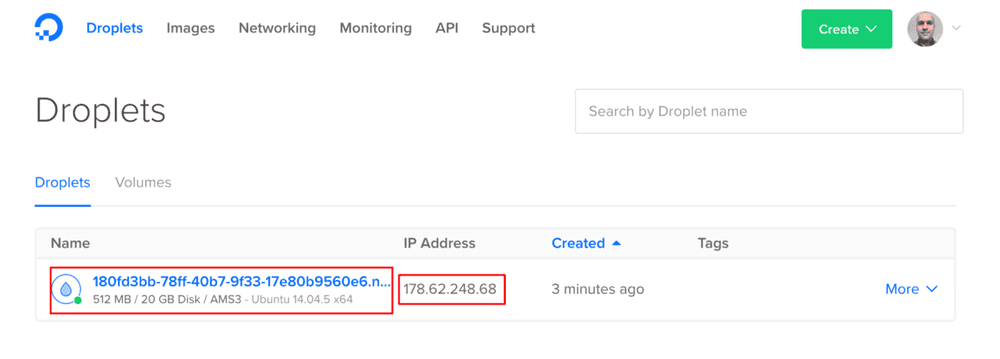 Droplets Images Networking Monitoring API Support Create
Droplets
Search by Droplet name
Droplets Volumes
Name IP Address Created Tags
180fd3bb-78ff-40b7-9f33-17e80b9560e6.n...
178.62.248.68 3 minutes ago More
512 MB / 20 GB Disk / AMS3 - Ubuntu 14.04.5 x64